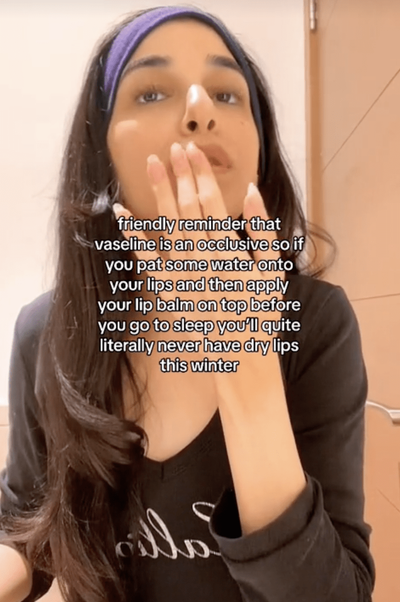 friendly reminder that
vaseline is an occlusive so if
you pat some water onto
your lips and then apply
your lip balm on top before
you go to sleep you'll quite
literally never have dry lips
this winter